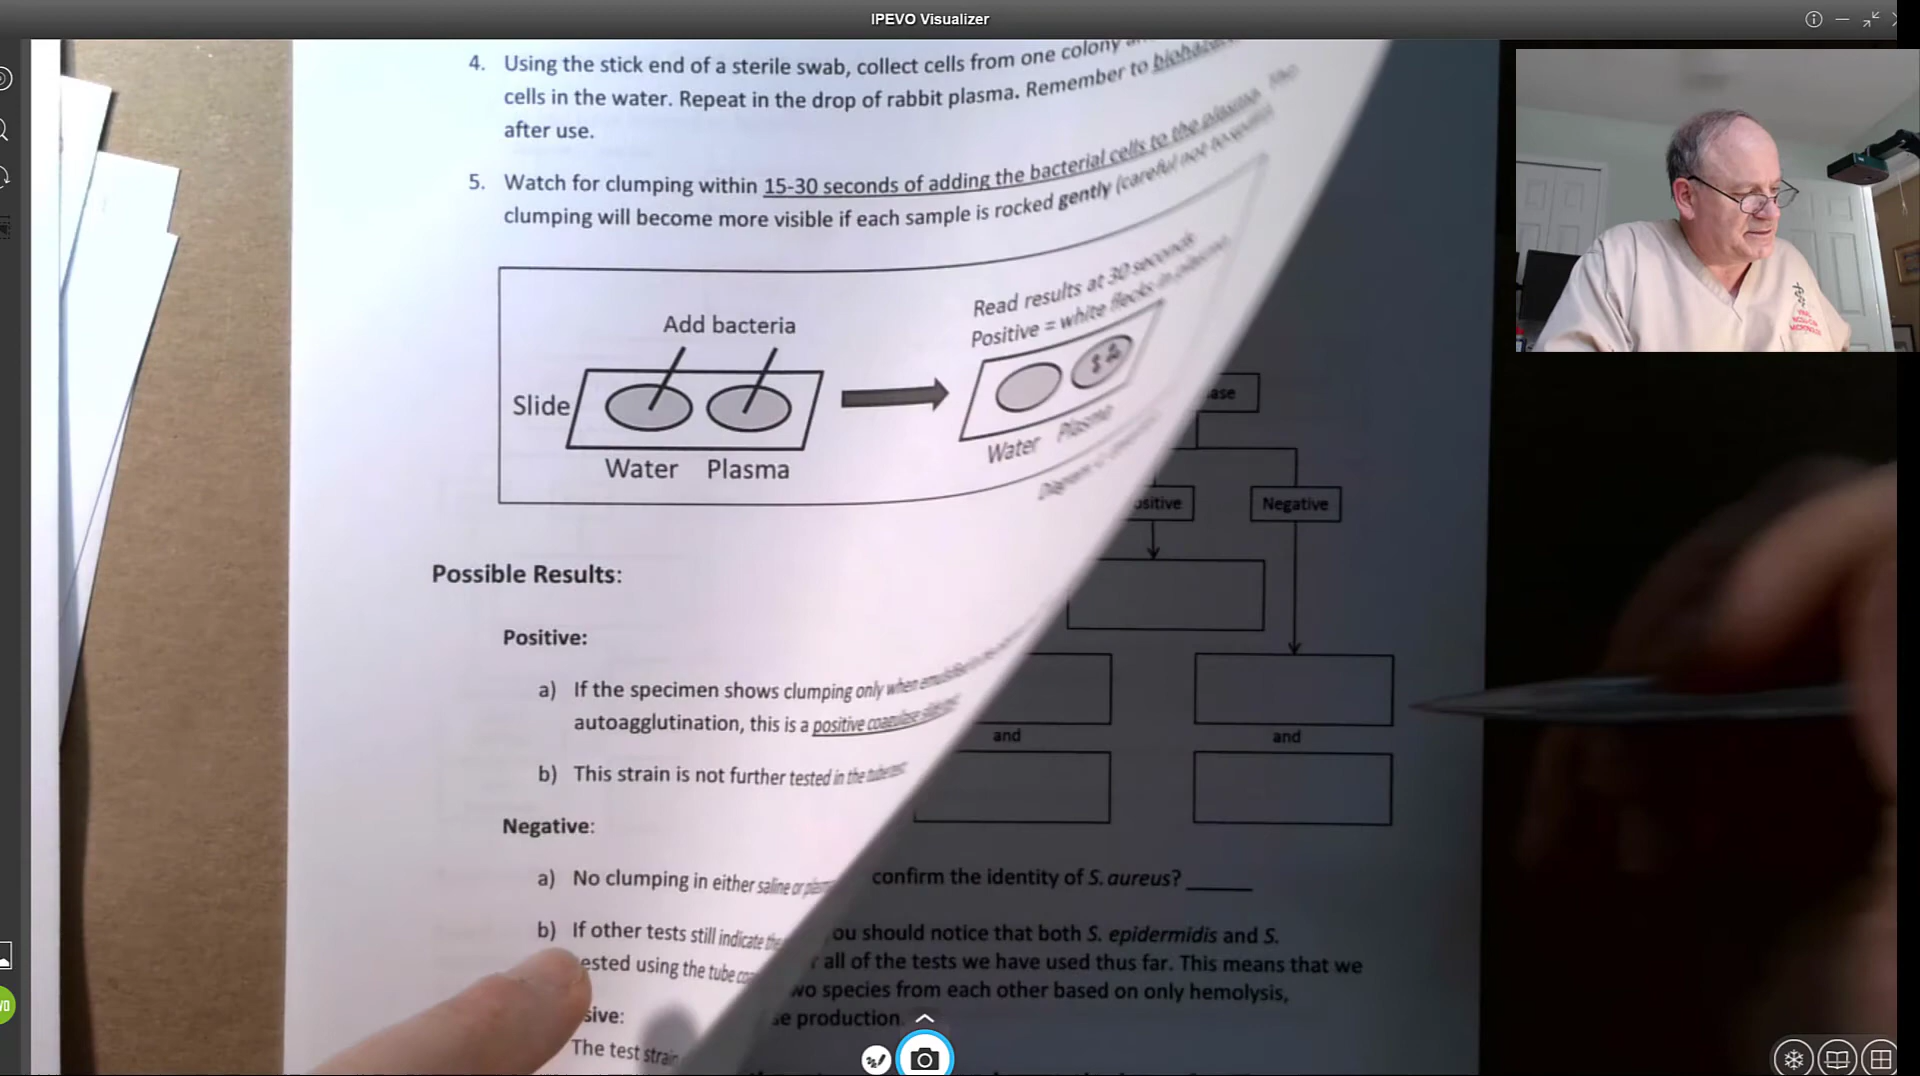 IPEVO Visualizer
4. Using the stick end of a sterile swab, collect cells from one colony
cells in the water. Repeat in the drop of rabbit plasma. Remember to
after use.
5. Watch for clumping within 15-30 seconds of adding the bacterial cells to the plasma.
clumping will become more visible if each sample is rocked gently (careful not to
Read results at 30 seconds
Positive = white flecks in
Add bacteria
Slide
Water Plasma
Water Plasma
Diagram
ase
ositive
Negative
Possible Results:
Positive:
a) If the specimen shows clumping only when
autoagglutination, this is a positive coagulase
b) This strain is not further tested in the tube test
and
and
Negative:
a) No clumping in either saline or
confirm the identity of S. aureus? ______
b) If other tests still indicate
ested using the tube
ou should notice that both S. epidermidis and S.
all of the tests we have used thus far. This means that we
wo species from each other based on only hemolysis,
sive:
se production.
The test strain